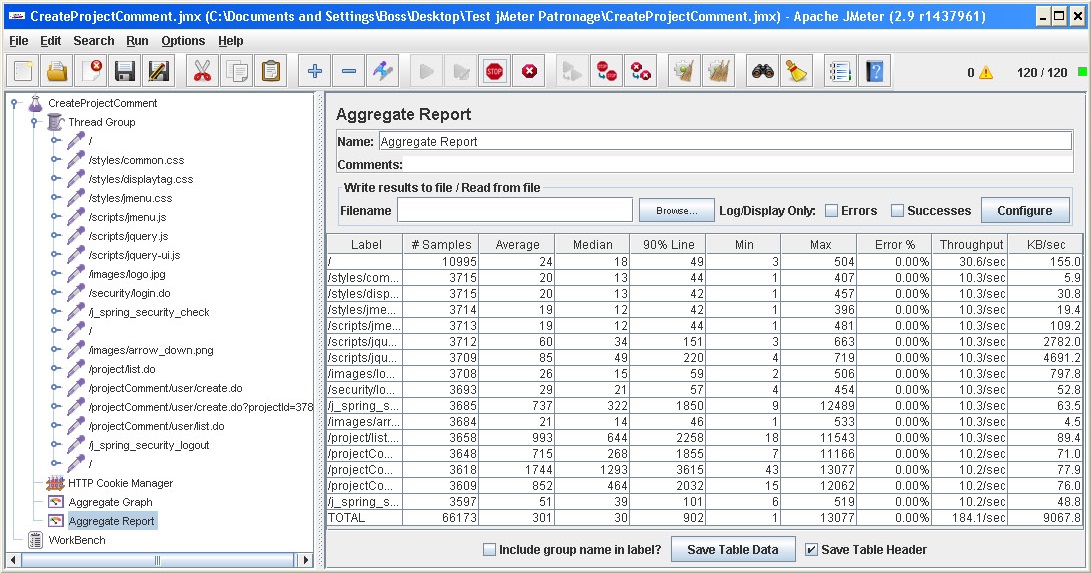 CreateProjectComment.jmx (C:\Documents and Settings\Boss\Desktop\Test jMeter Patronage\CreateProjectComment.jmx) - Apache JMeter (2.9 r1437961)
File Edit Search Run Options Help
STOP 0 120 / 120
CreateProjectComment
Thread Group
/
/styles/common.css
/styles/displaytag.css
/styles/jmenu.css
/scripts/jmenu.js
/scripts/jquery.js
/scripts/jquery-ui.js
/images/logo.jpg
/security/login.do
/j_spring_security_check
/
/images/arrow_down.png
/project/list.do
/projectComment/user/create.do
/projectComment/user/create.do?projectId=378
/projectComment/user/list.do
/j_spring_security_logout
/
HTTP Cookie Manager
Aggregate Graph
Aggregate Report
WorkBench
Aggregate Report
Name: Aggregate Report
Comments:
Write results to file / Read from file
Filename Browse... Log/Display Only: Errors Successes Configure
Label # Samples Average Median 90% Line Min Max Error % Throughput KB/sec
/ 10995 24 18 49 3 504 0.00% 30.6/sec 155.0
/styles/com... 3715 20 13 44 1 407 0.00% 10.3/sec 5.9
/styles/disp... 3715 20 13 42 1 457 0.00% 10.3/sec 30.8
/styles/jme... 3714 19 12 42 1 396 0.00% 10.3/sec 19.4
/scripts/jme... 3713 19 12 44 1 481 0.00% 10.3/sec 109.2
/scripts/jqu... 3712 60 34 151 3 663 0.00% 10.3/sec 2782.0
/scripts/jqu... 3709 85 49 220 4 719 0.00% 10.3/sec 4691.2
/images/lo... 3708 26 15 59 2 506 0.00% 10.3/sec 797.8
/security/lo... 3693 29 21 57 4 454 0.00% 10.3/sec 52.8
/j_spring_s... 3685 737 322 1850 9 12489 0.00% 10.3/sec 63.5
/images/arr... 3684 21 14 46 1 533 0.00% 10.3/sec 4.5
/project/list.... 3658 993 644 2258 18 11543 0.00% 10.3/sec 89.4
/projectCo... 3648 715 268 1855 7 11166 0.00% 10.2/sec 71.0
/projectCo... 3618 1744 1293 3615 43 13077 0.00% 10.2/sec 77.9
/projectCo... 3609 852 464 2032 15 12062 0.00% 10.2/sec 76.0
/j_spring_s... 3597 51 39 101 6 519 0.00% 10.2/sec 48.8
TOTAL 66173 301 30 902 1 13077 0.00% 184.1/sec 9067.8
Include group name in label? Save Table Data Save Table Header